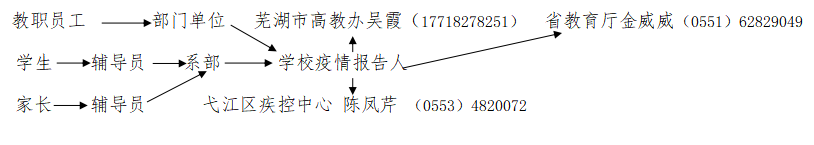 教职员工 部门单位 芜湖市高教办吴霞（17718278251） 省教育厅金威威（0551）62829049
学生 辅导员 系部 学校疫情报告人
家长 辅导员 弋江区疾控中心 陈凤芹 （0553）4820072